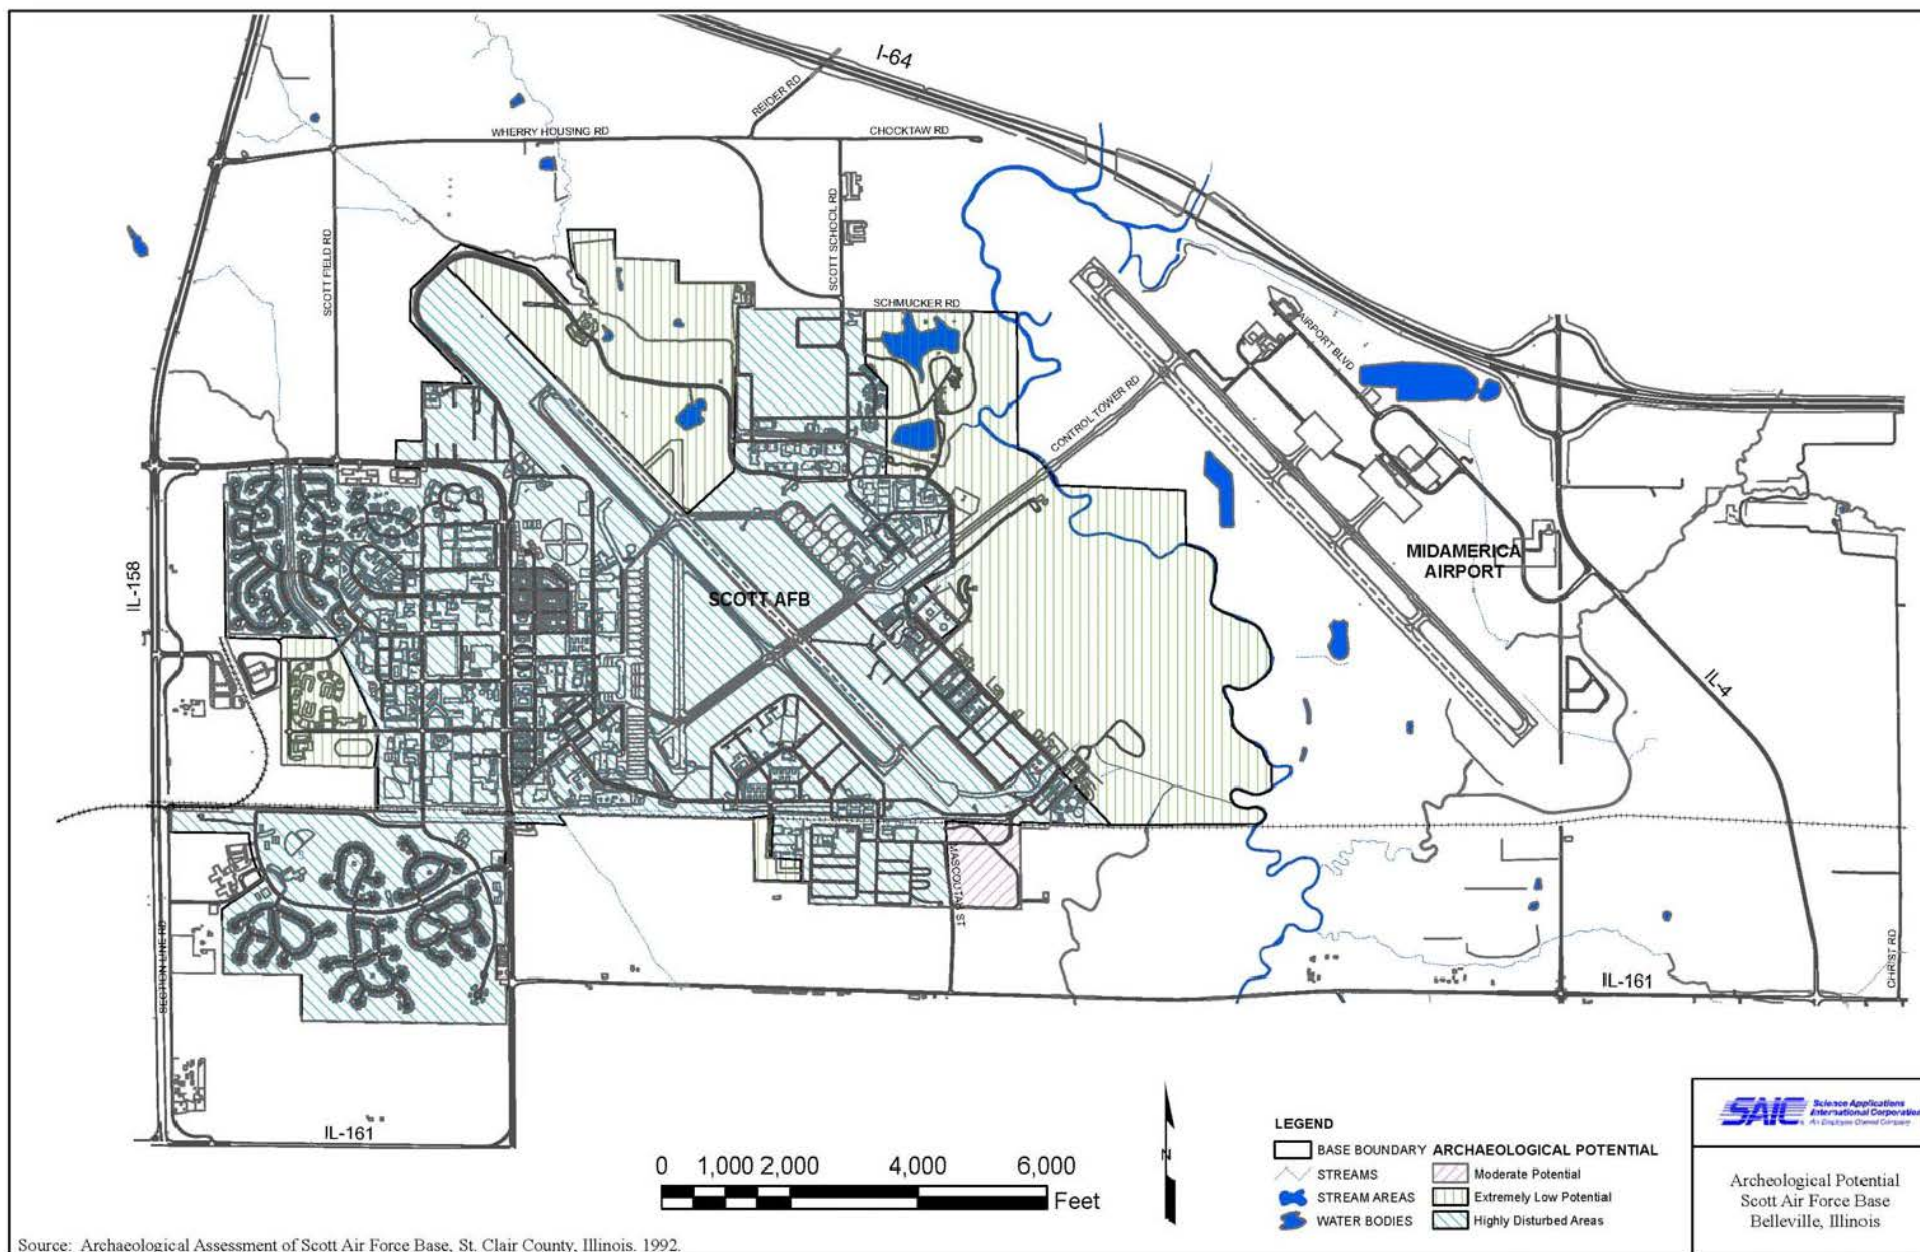 I-64
REIDER RD
WHERRY HOUSING RD
CHOCKTAW RD
SCOTT FIELD RD
SCOTT SCHOOL RD
SCHMUCKER RD
AIRPORT BLVD
CONTROL TOWER RD
IL-158
SCOTT AFB
MIDAMERICA
AIRPORT
IL-4
MASCOUTAH ST
SECTION LINE RD
CHRIST RD
IL-161
IL-161
0 1,000 2,000 4,000 6,000
Feet
N
LEGEND
BASE BOUNDARY
STREAMS
STREAM AREAS
WATER BODIES
ARCHAEOLOGICAL POTENTIAL
Moderate Potential
Extremely Low Potential
Highly Disturbed Areas
SAIC
Science Applications
International Corporation
An Employee-Owned Company
Archeological Potential
Scott Air Force Base
Belleville, Illinois
Source: Archaeological Assessment of Scott Air Force Base, St. Clair County, Illinois. 1992.